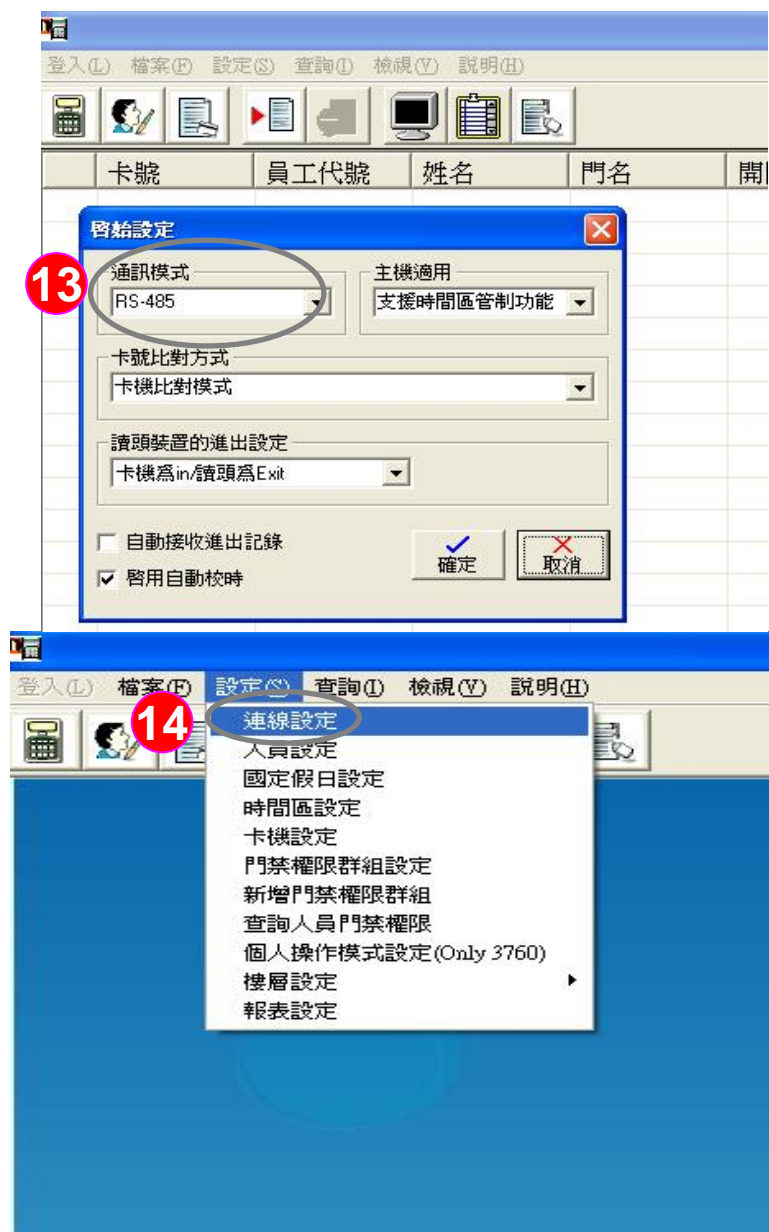 登入(L) 檔案(F) 設定(S) 查詢(I) 檢視(V) 說明(H)
卡號 員工代號 姓名 門名
啓始設定
13
通訊模式 主機適用
RS-485 支援時間區管制功能
卡號比對方式
卡機比對模式
讀頭裝置的進出設定
卡機爲in/讀頭爲Exit
自動接收進出記錄
啓用自動校時
確定 取消
登入(L) 檔案(F) 設定(S) 查詢(I) 檢視(V) 說明(H)
14
連線設定
人員設定
國定假日設定
時間區設定
卡機設定
門禁權限群組設定
新增門禁權限群組
查詢人員門禁權限
個人操作模式設定(Only 3760)
樓層設定
報表設定